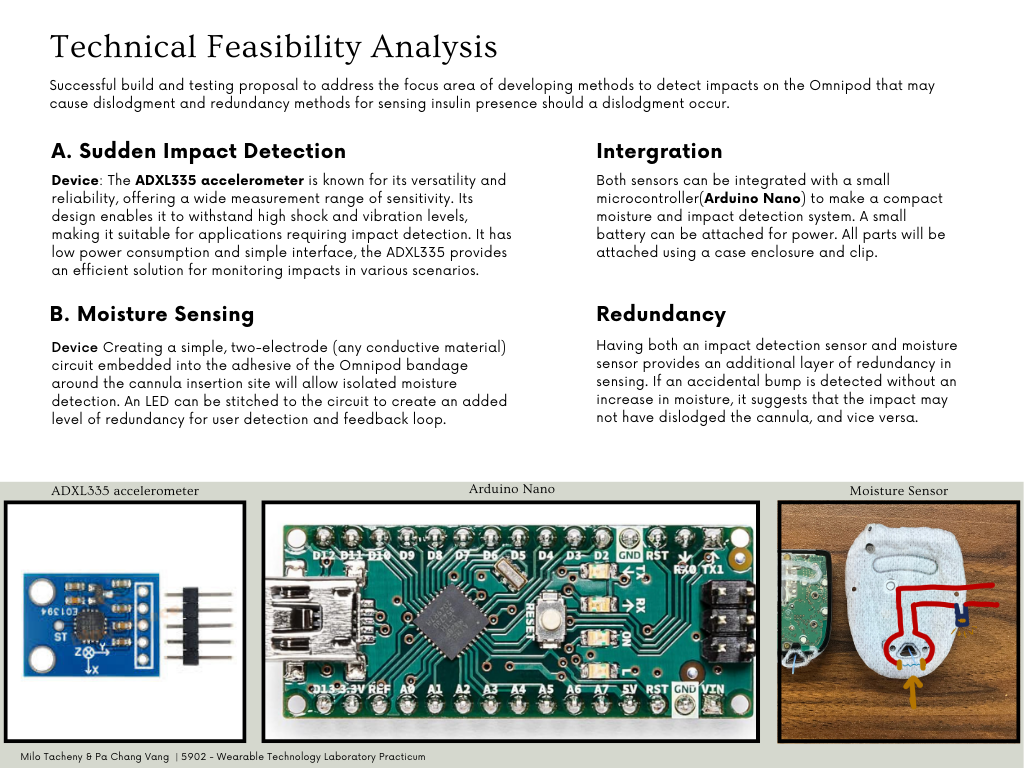 Technical Feasibility Analysis
Successful build and testing proposal to address the focus area of developing methods to detect impacts on the Omnipod that may
cause dislodgment and redundancy methods for sensing insulin presence should a dislodgment occur.
A. Sudden Impact Detection
Device: The ADXL335 accelerometer is known for its versatility and
reliability, offering a wide measurement range of sensitivity. Its
design enables it to withstand high shock and vibration levels,
making it suitable for applications requiring impact detection. It has
low power consumption and simple interface, the ADXL335 provides
an efficient solution for monitoring impacts in various scenarios.
B. Moisture Sensing
Device Creating a simple, two-electrode (any conductive material)
circuit embedded into the adhesive of the Omnipod bandage
around the cannula insertion site will allow isolated moisture
detection. An LED can be stitched to the circuit to create an added
level of redundancy for user detection and feedback loop.
Intergration
Both sensors can be integrated with a small
microcontroller(Arduino Nano) to make a compact
moisture and impact detection system. A small
battery can be attached for power. All parts will be
attached using a case enclosure and clip.
Redundancy
Having both an impact detection sensor and moisture
sensor provides an additional layer of redundancy in
sensing. If an accidental bump is detected without an
increase in moisture, it suggests that the impact may
not have dislodged the cannula, and vice versa.
ADXL335 accelerometer
E01394
ST
Z Y
X
Arduino Nano
D12 D11 D10 D9 D8 D7 D6 D5 D4 D3 D2 GND RST RX0 TX1
TX
RX
RESET
ON
L
D13 3.3V REF A0 A1 A2 A3 A4 A5 A6 A7 5V RST GND VIN
Moisture Sensor
Milo Tacheny & Pa Chang Vang | 5902 - Wearable Technology Laboratory Practicum